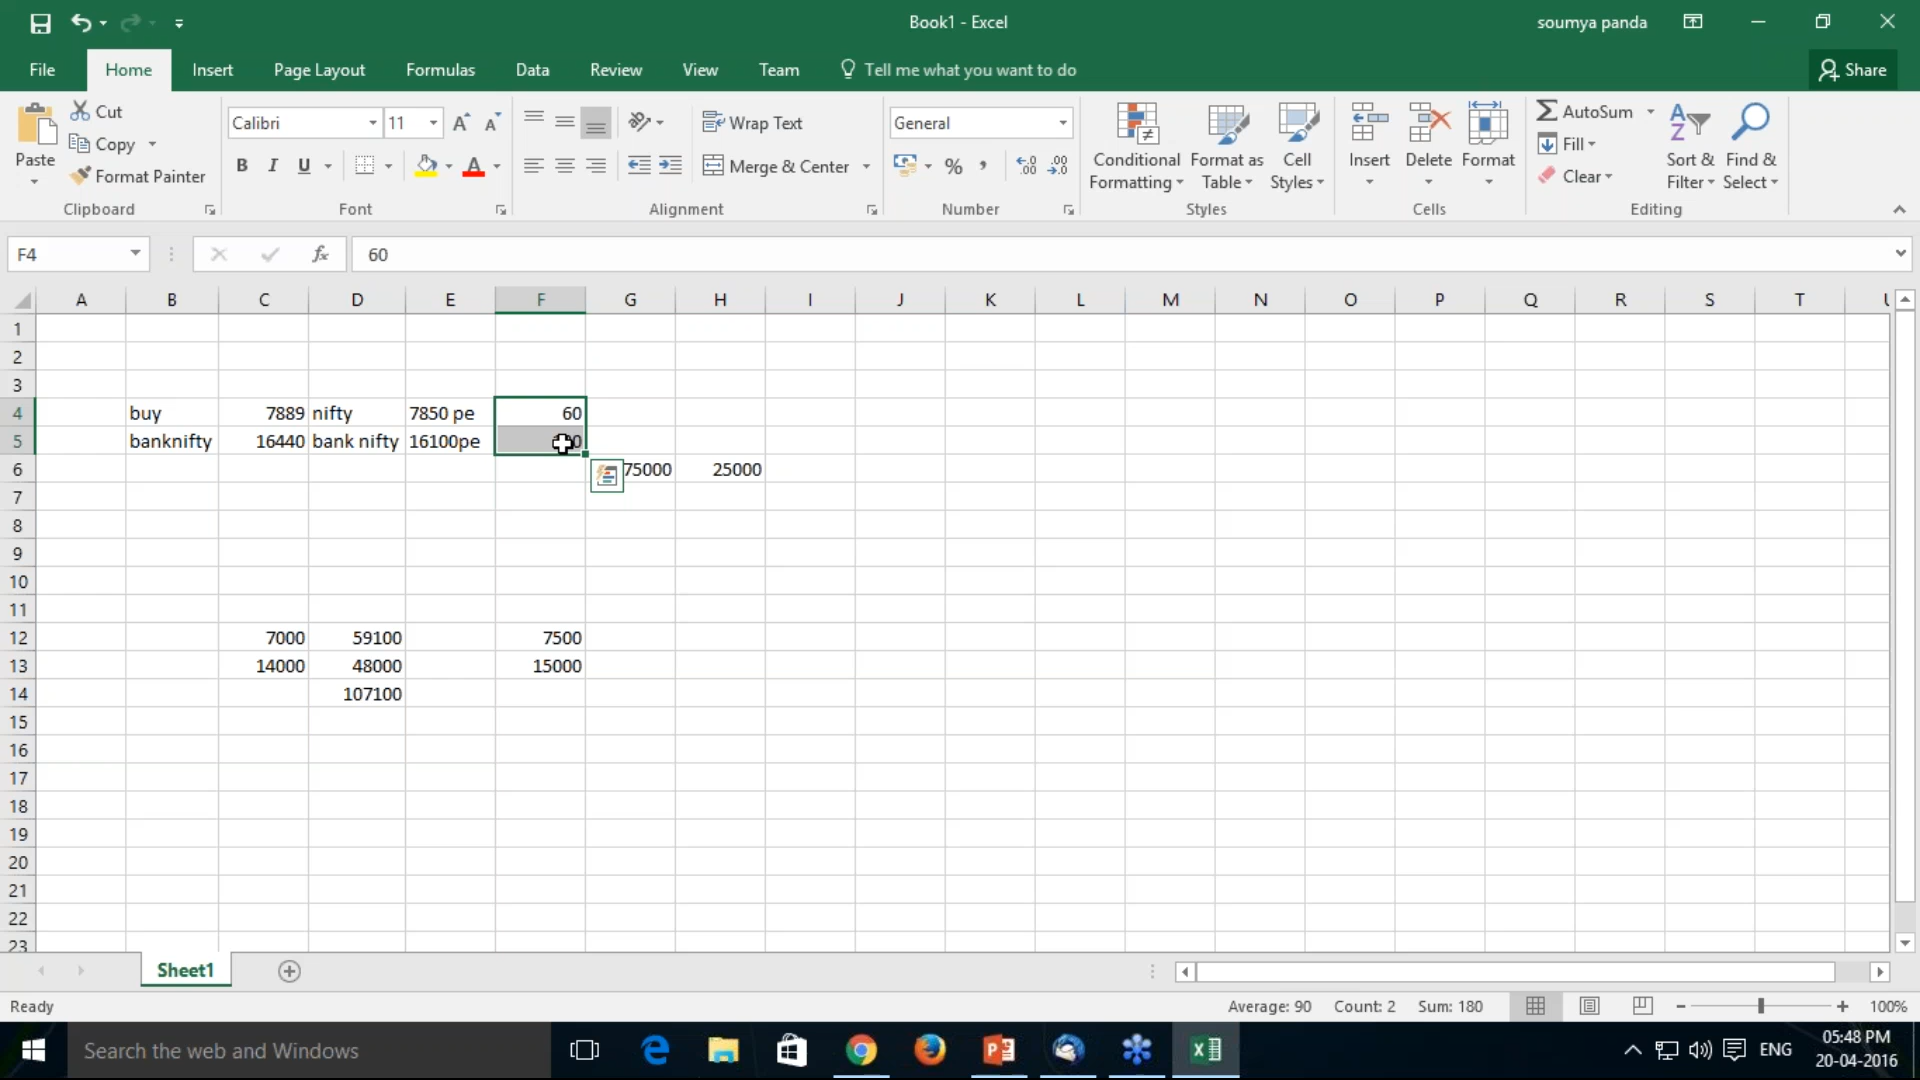 Book1 - Excel
soumya panda
File Home Insert Page Layout Formulas Data Review View Team Tell me what you want to do Share
Paste
Cut
Copy
Format Painter
Clipboard
Calibri 11
B I U A
Font
Wrap Text
Merge & Center
Alignment
General
%
Number
Conditional Formatting
Format as Table
Cell Styles
Styles
Insert
Delete
Format
Cells
AutoSum
Fill
Clear
Sort & Filter
Find & Select
Editing
F4 fx 60
A B C D E F G H I J K L M N O P Q R S T
1
2
3
4 buy 7889 nifty 7850 pe 60
5 banknifty 16440 bank nifty 16100pe
6 75000 25000
7
8
9
10
11
12 7000 59100 7500
13 14000 48000 15000
14 107100
15
16
17
18
19
20
21
22
23
Sheet1
Ready Average: 90 Count: 2 Sum: 180 100%
Search the web and Windows
ENG
05:48 PM
20-04-2016